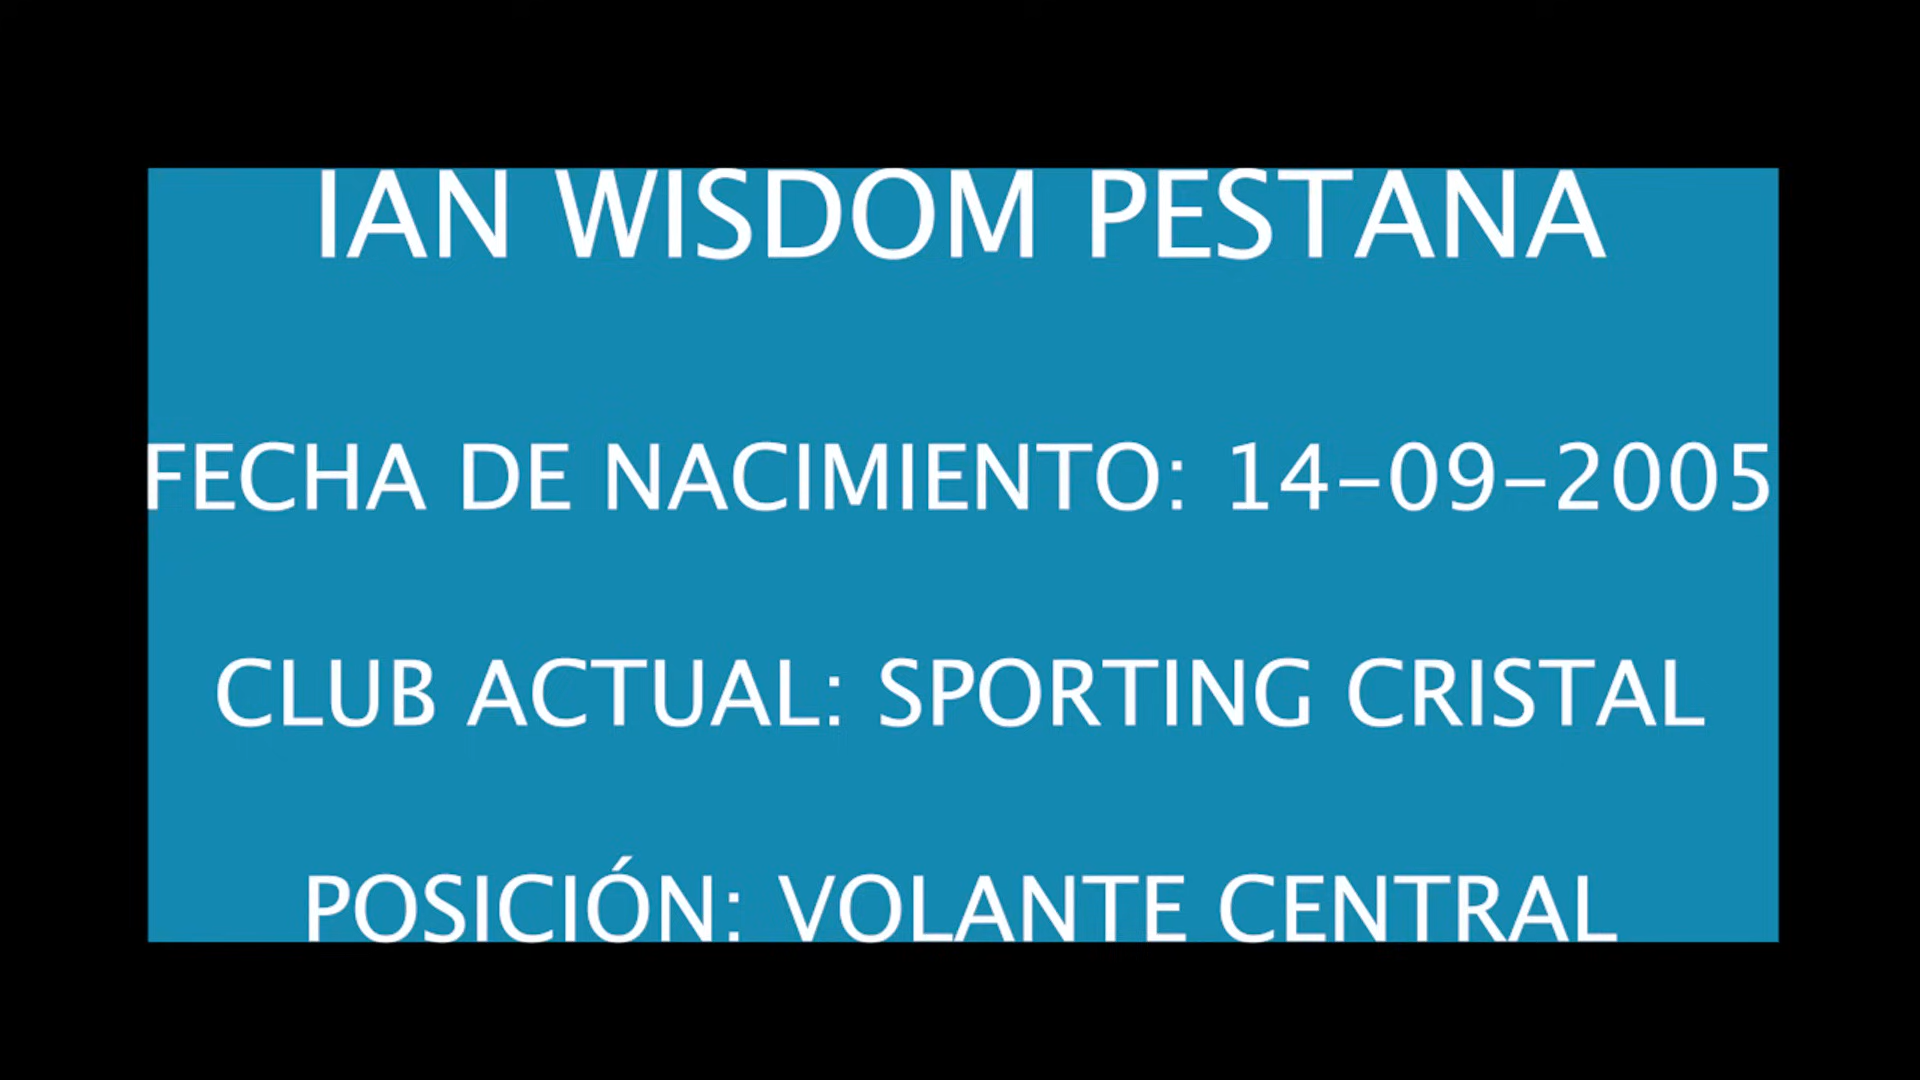 IAN WISDOM PESTANA
FECHA DE NACIMIENTO: 14-09-2005
CLUB ACTUAL: SPORTING CRISTAL
POSICIÓN: VOLANTE CENTRAL